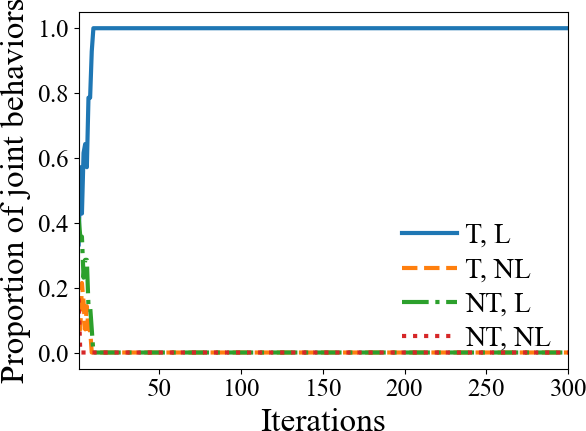 Proportion of joint behaviors
1.0
0.8
0.6
0.4
0.2
0.0
T, L
T, NL
NT, L
NT, NL
50
100
150
200
250
300
Iterations